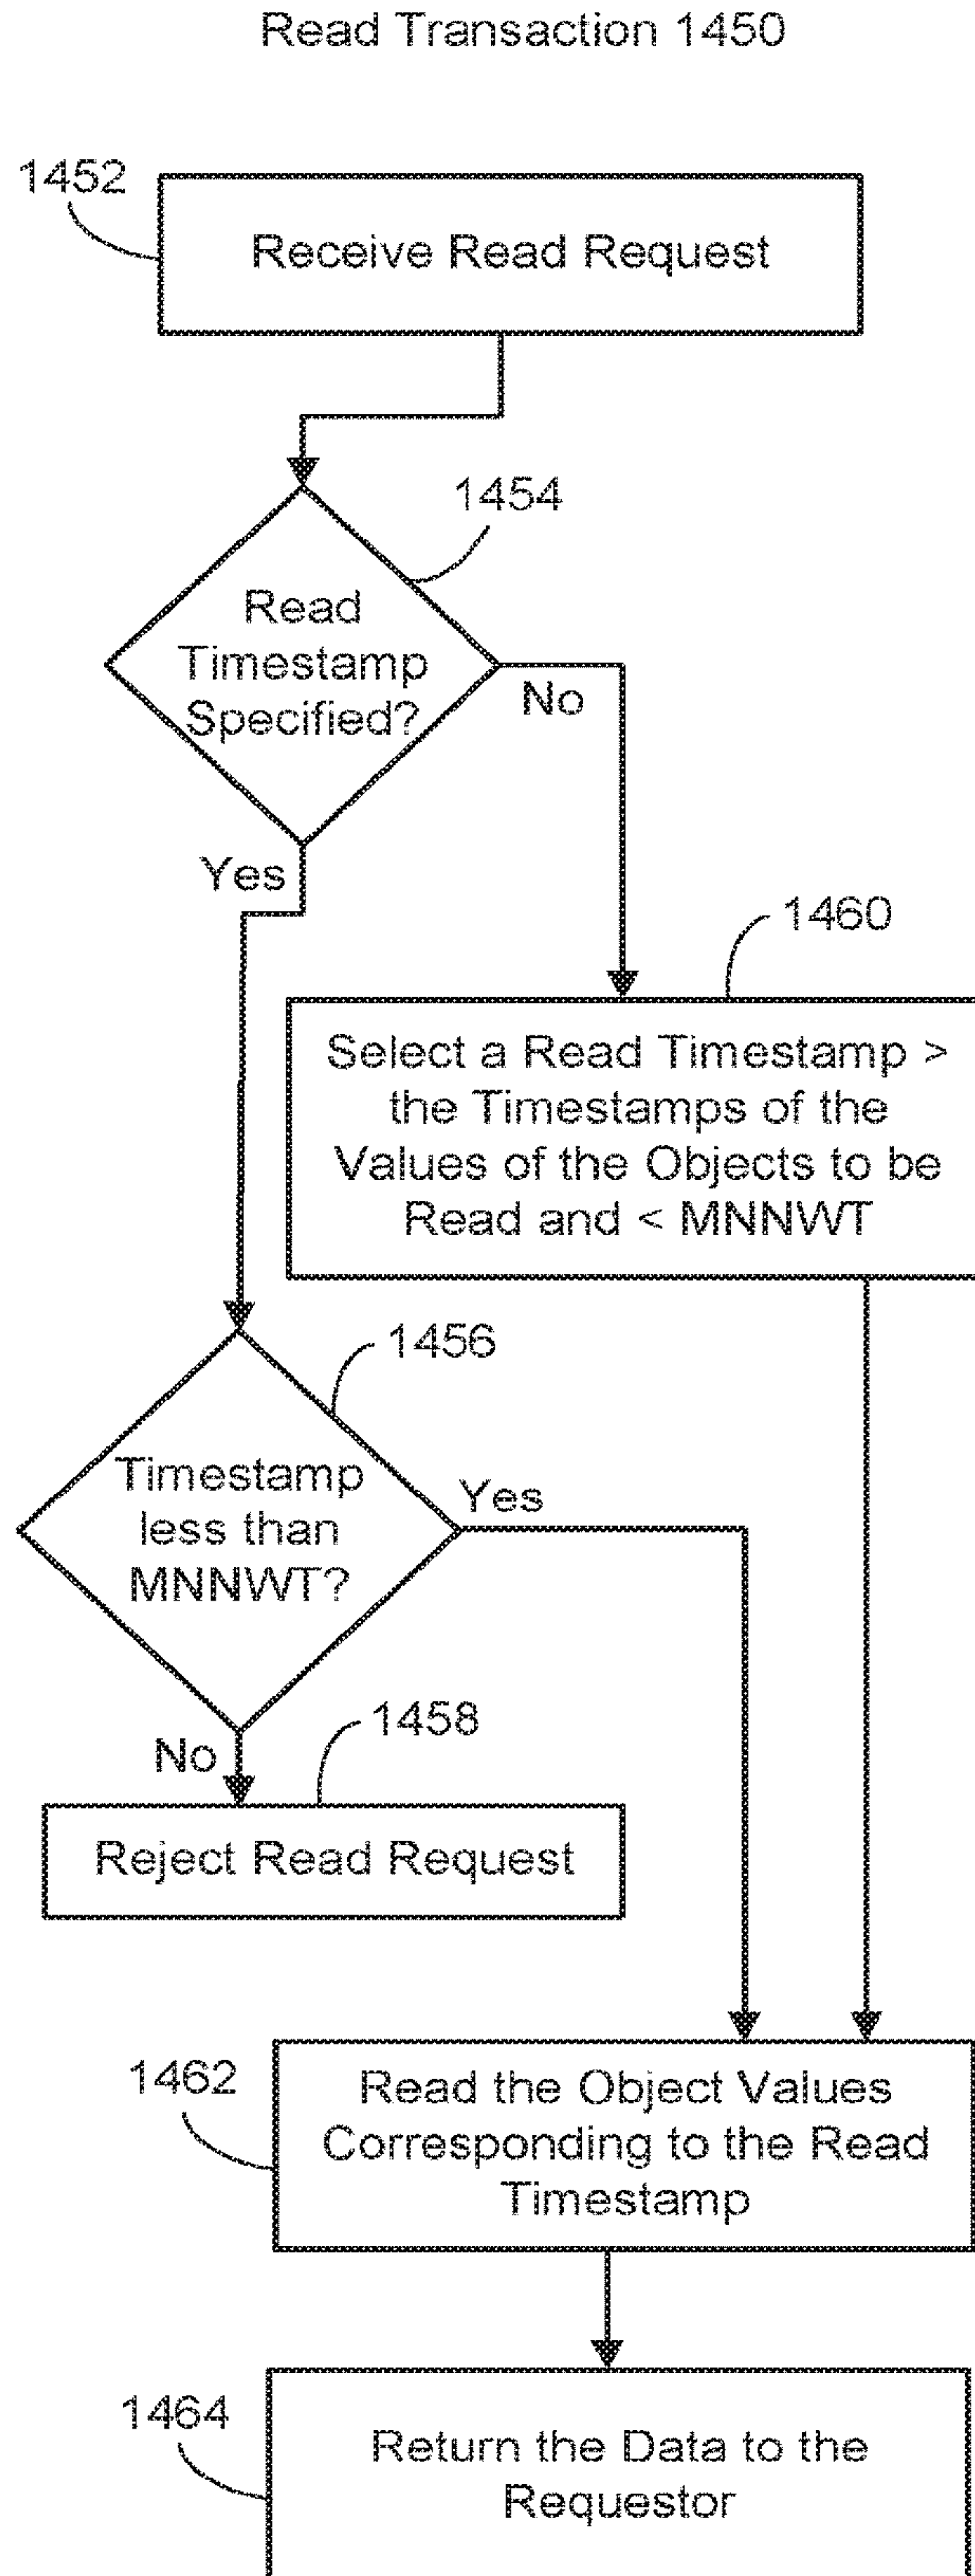 Read Transaction 1450
1452
Receive Read Request
1454
Read
Timestamp
Specified?
No
Yes
1460
Select a Read Timestamp >
the Timestamps of the
Values of the Objects to be
Read and < MNNWT
1456
Timestamp
less than
MNNWT?
Yes
1458
No
Reject Read Request
1462
Read the Object Values
Corresponding to the Read
Timestamp
1464
Return the Data to the
Requestor